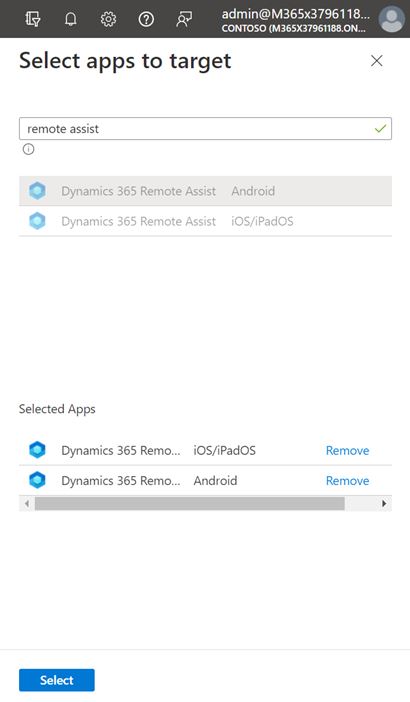 admin@M365x3796118...
CONTOSO (M365X37961188.ON...
Select apps to target
remote assist
Dynamics 365 Remote Assist Android
Dynamics 365 Remote Assist iOS/iPadOS
Selected Apps
Dynamics 365 Remo... iOS/iPadOS Remove
Dynamics 365 Remo... Android Remove
Select